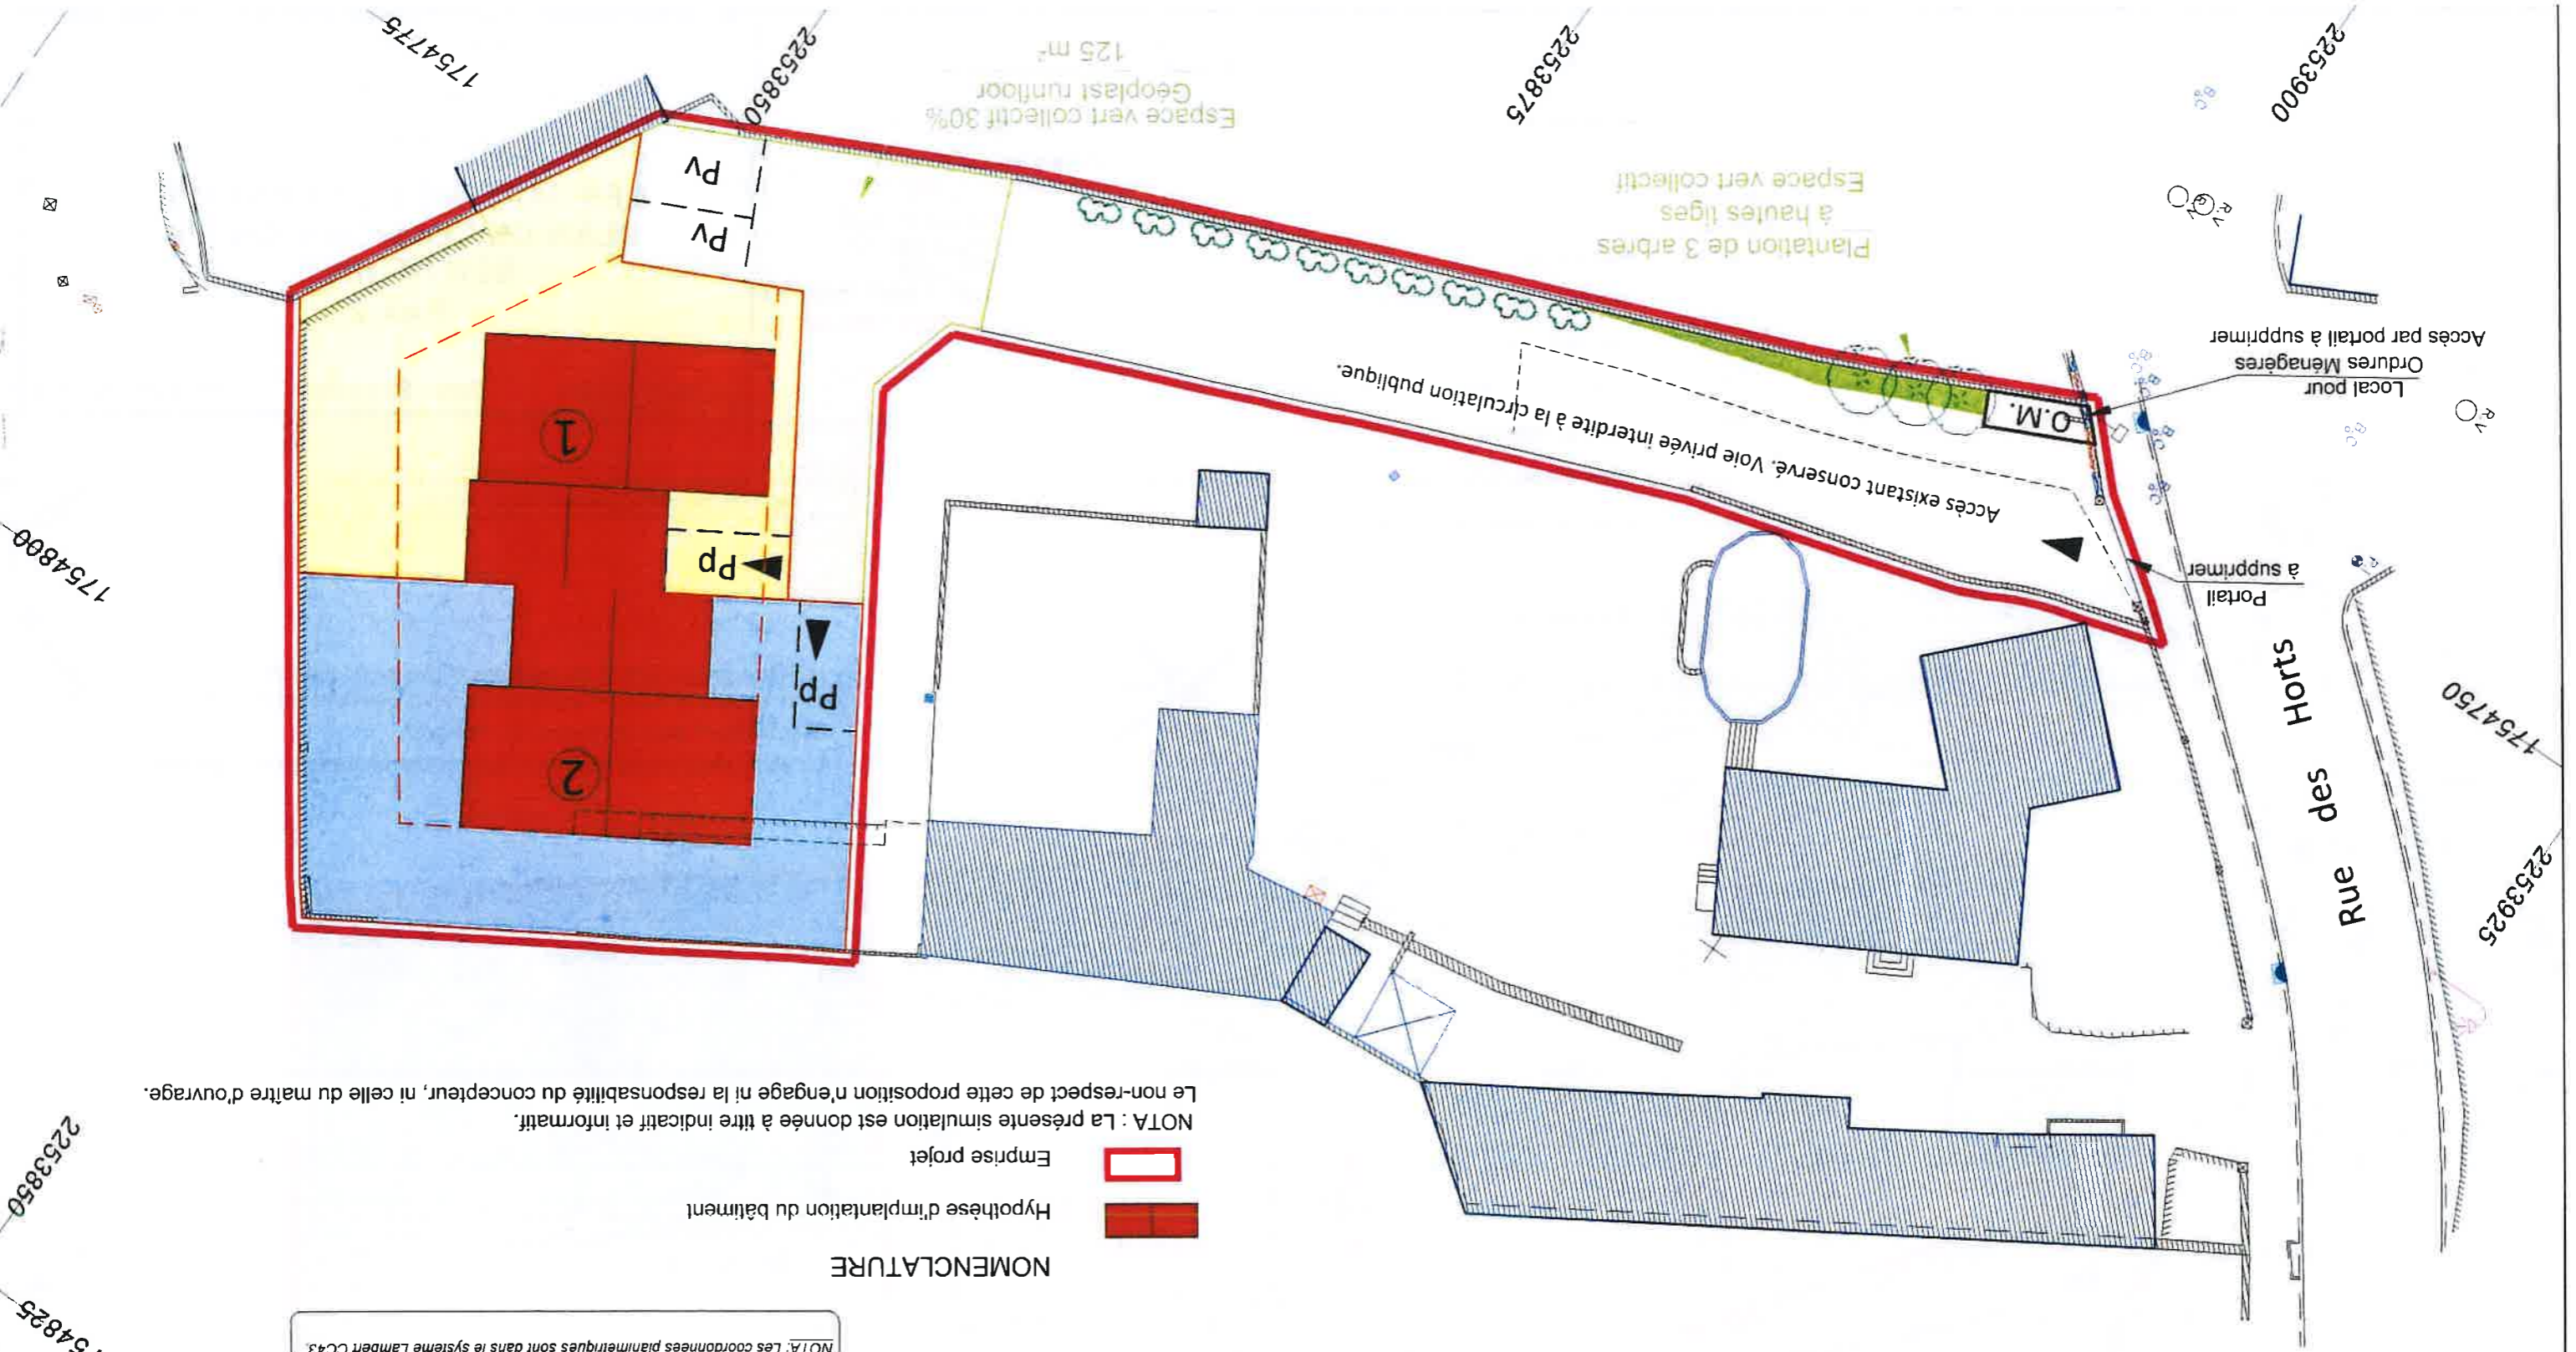 NOTA: Les coordonnées planimétriques sont dans le système Lambert CC43.
NOMENCLATURE
Hypothèse d'implantation du bâtiment
Emprise projet
NOTA : La présente simulation est donnée à titre indicatif et informatif.
Le non-respect de cette proposition n'engage ni la responsabilité du concepteur, ni celle du maître d'ouvrage.
2253925
1754750
Rue des Horts
Portail
à supprimer
Local pour
Ordures Ménagères
Accès par portail à supprimer
O.M.
Accès existant conservé. Voie privée interdite à la circulation publique.
Plantation de 3 arbres
à hautes tiges
Espace vert collectif
Espace vert collectif 30%
Géoplast runfloor
125 m²
2
1
Pp
Pp
Pv
Pv
2253900
2253875
2253850
1754775
1754800
2253850
54825
R.V
R.V
B.C
B.C
B.C
B.C
B.C